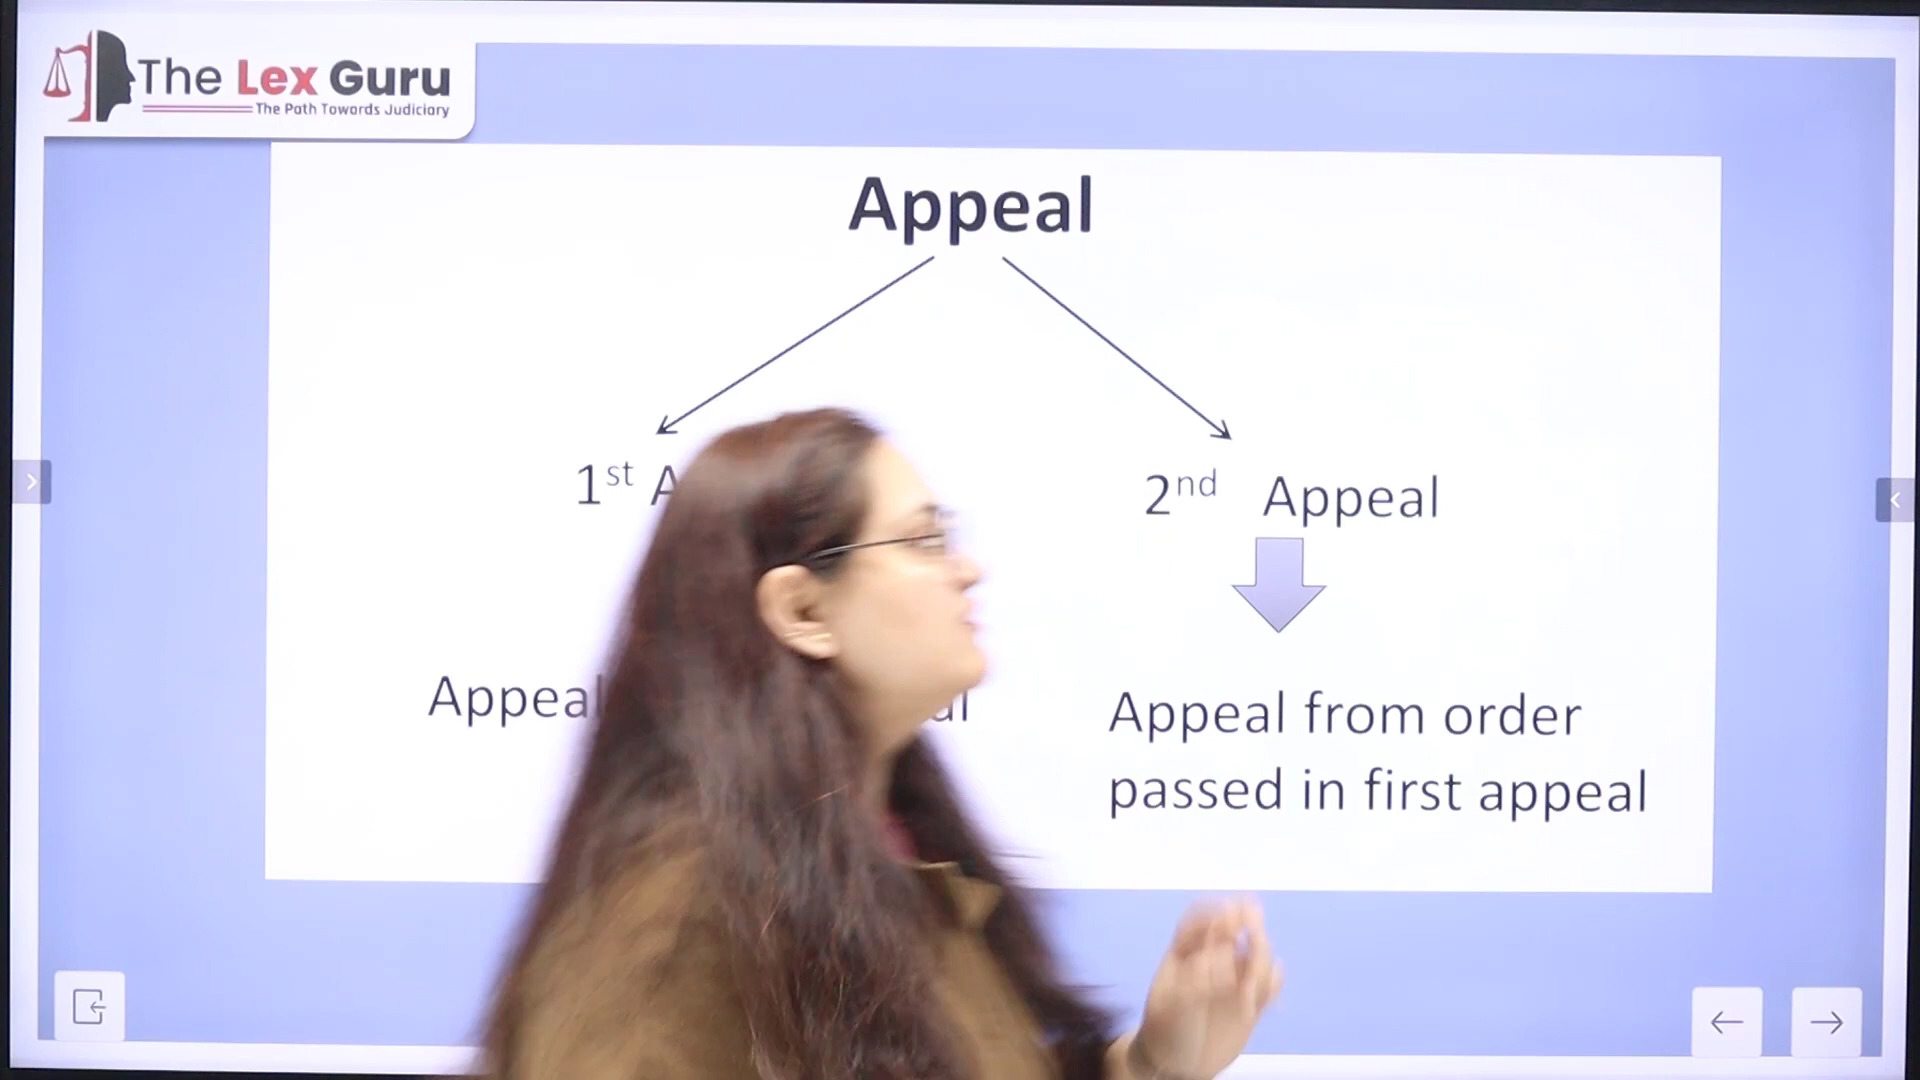 The Lex Guru
The Path Towards Judiciary
Appeal
1st
2nd Appeal
Appeal
Appeal from order
passed in first appeal